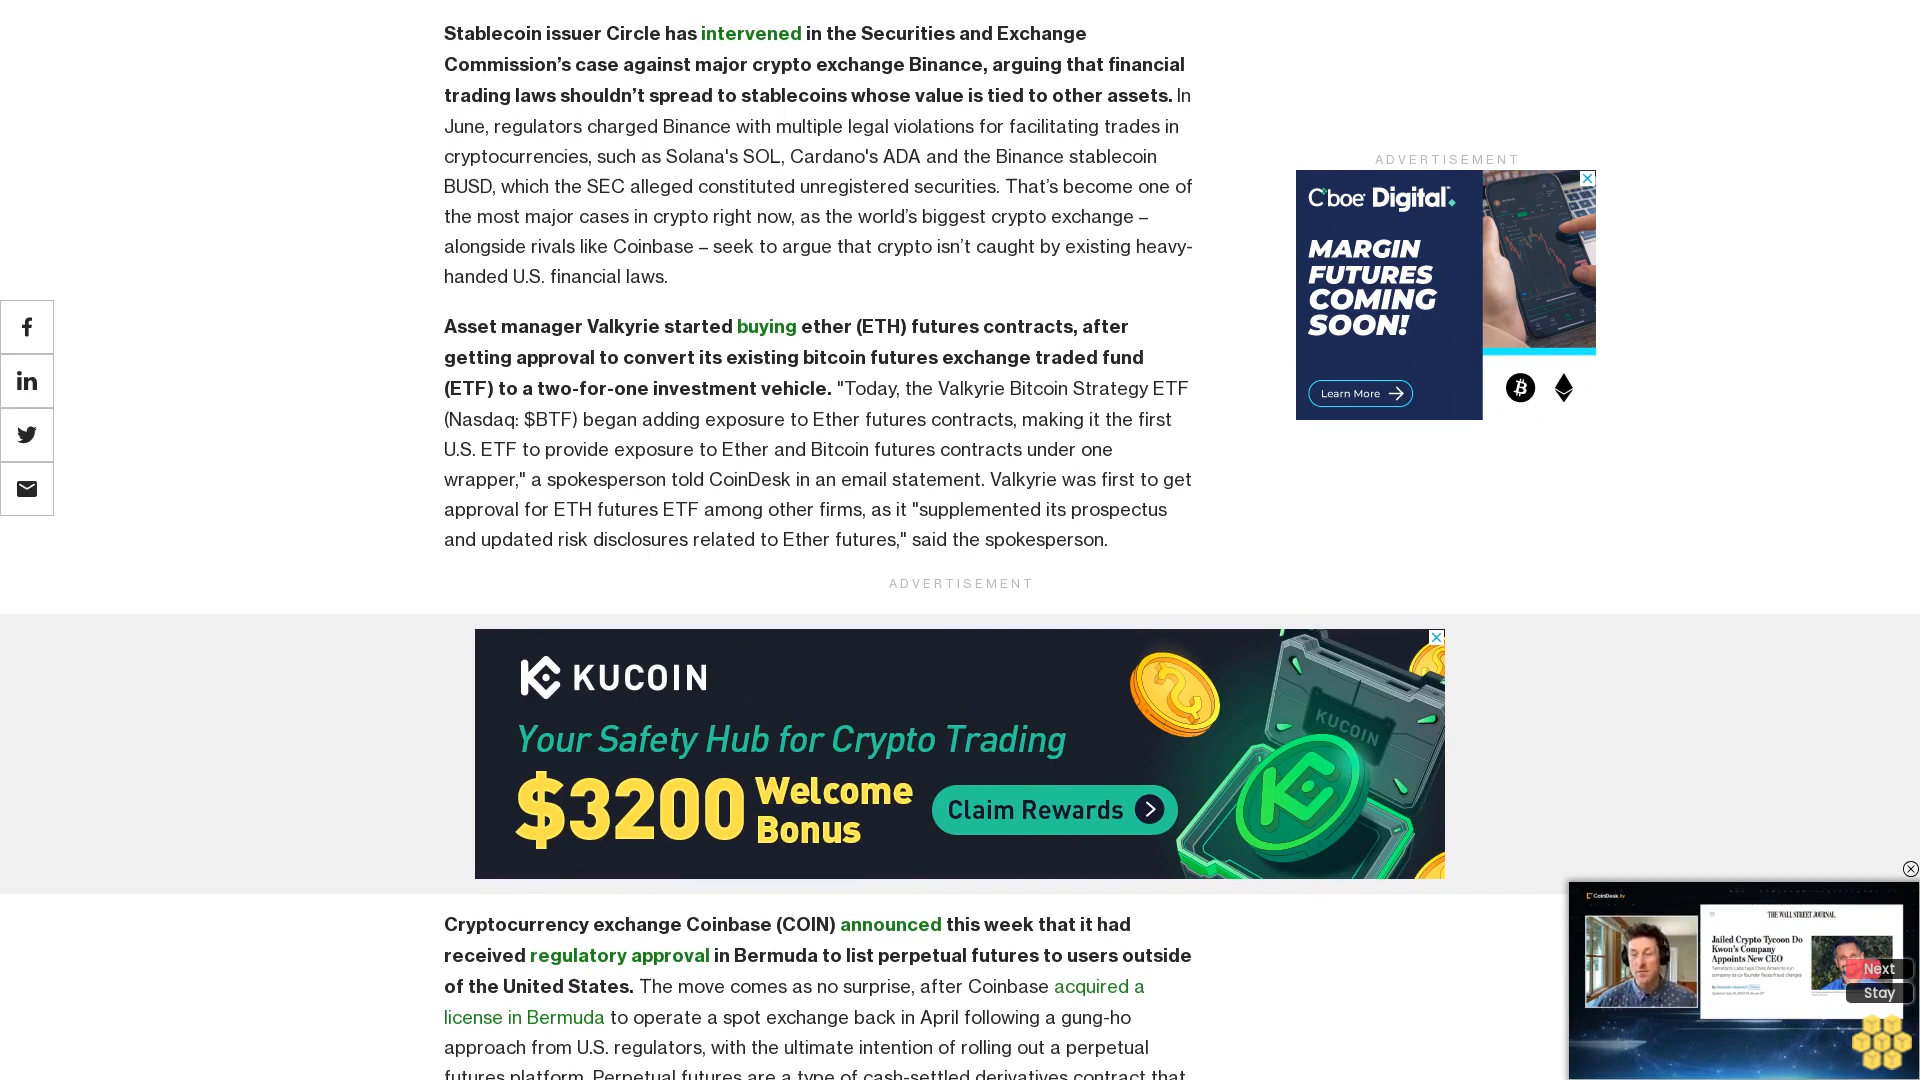 Stablecoin issuer Circle has intervened in the Securities and Exchange
Commission’s case against major crypto exchange Binance, arguing that financial
trading laws shouldn’t spread to stablecoins whose value is tied to other assets. In
June, regulators charged Binance with multiple legal violations for facilitating trades in
cryptocurrencies, such as Solana's SOL, Cardano's ADA and the Binance stablecoin
BUSD, which the SEC alleged constituted unregistered securities. That’s become one of
the most major cases in crypto right now, as the world’s biggest crypto exchange –
alongside rivals like Coinbase – seek to argue that crypto isn’t caught by existing heavy-
handed U.S. financial laws.
Asset manager Valkyrie started buying ether (ETH) futures contracts, after
getting approval to convert its existing bitcoin futures exchange traded fund
(ETF) to a two-for-one investment vehicle. "Today, the Valkyrie Bitcoin Strategy ETF
(Nasdaq: $BTF) began adding exposure to Ether futures contracts, making it the first
U.S. ETF to provide exposure to Ether and Bitcoin futures contracts under one
wrapper," a spokesperson told CoinDesk in an email statement. Valkyrie was first to get
approval for ETH futures ETF among other firms, as it "supplemented its prospectus
and updated risk disclosures related to Ether futures," said the spokesperson.
ADVERTISEMENT
Cboe Digital
MARGIN
FUTURES
COMING
SOON!
Learn More
ADVERTISEMENT
KUCOIN
Your Safety Hub for Crypto Trading
$3200 Welcome
Bonus
Claim Rewards
KUCOIN
Cryptocurrency exchange Coinbase (COIN) announced this week that it had
received regulatory approval in Bermuda to list perpetual futures to users outside
of the United States. The move comes as no surprise, after Coinbase acquired a
license in Bermuda to operate a spot exchange back in April following a gung-ho
approach from U.S. regulators, with the ultimate intention of rolling out a perpetual
futures platform. Perpetual futures are a type of cash-settled derivatives contract that
CoinDesk.tv
THE WALL STREET JOURNAL
Jailed Crypto Tycoon Do
Kwon's Company
Appoints New CEO
Next
Stay